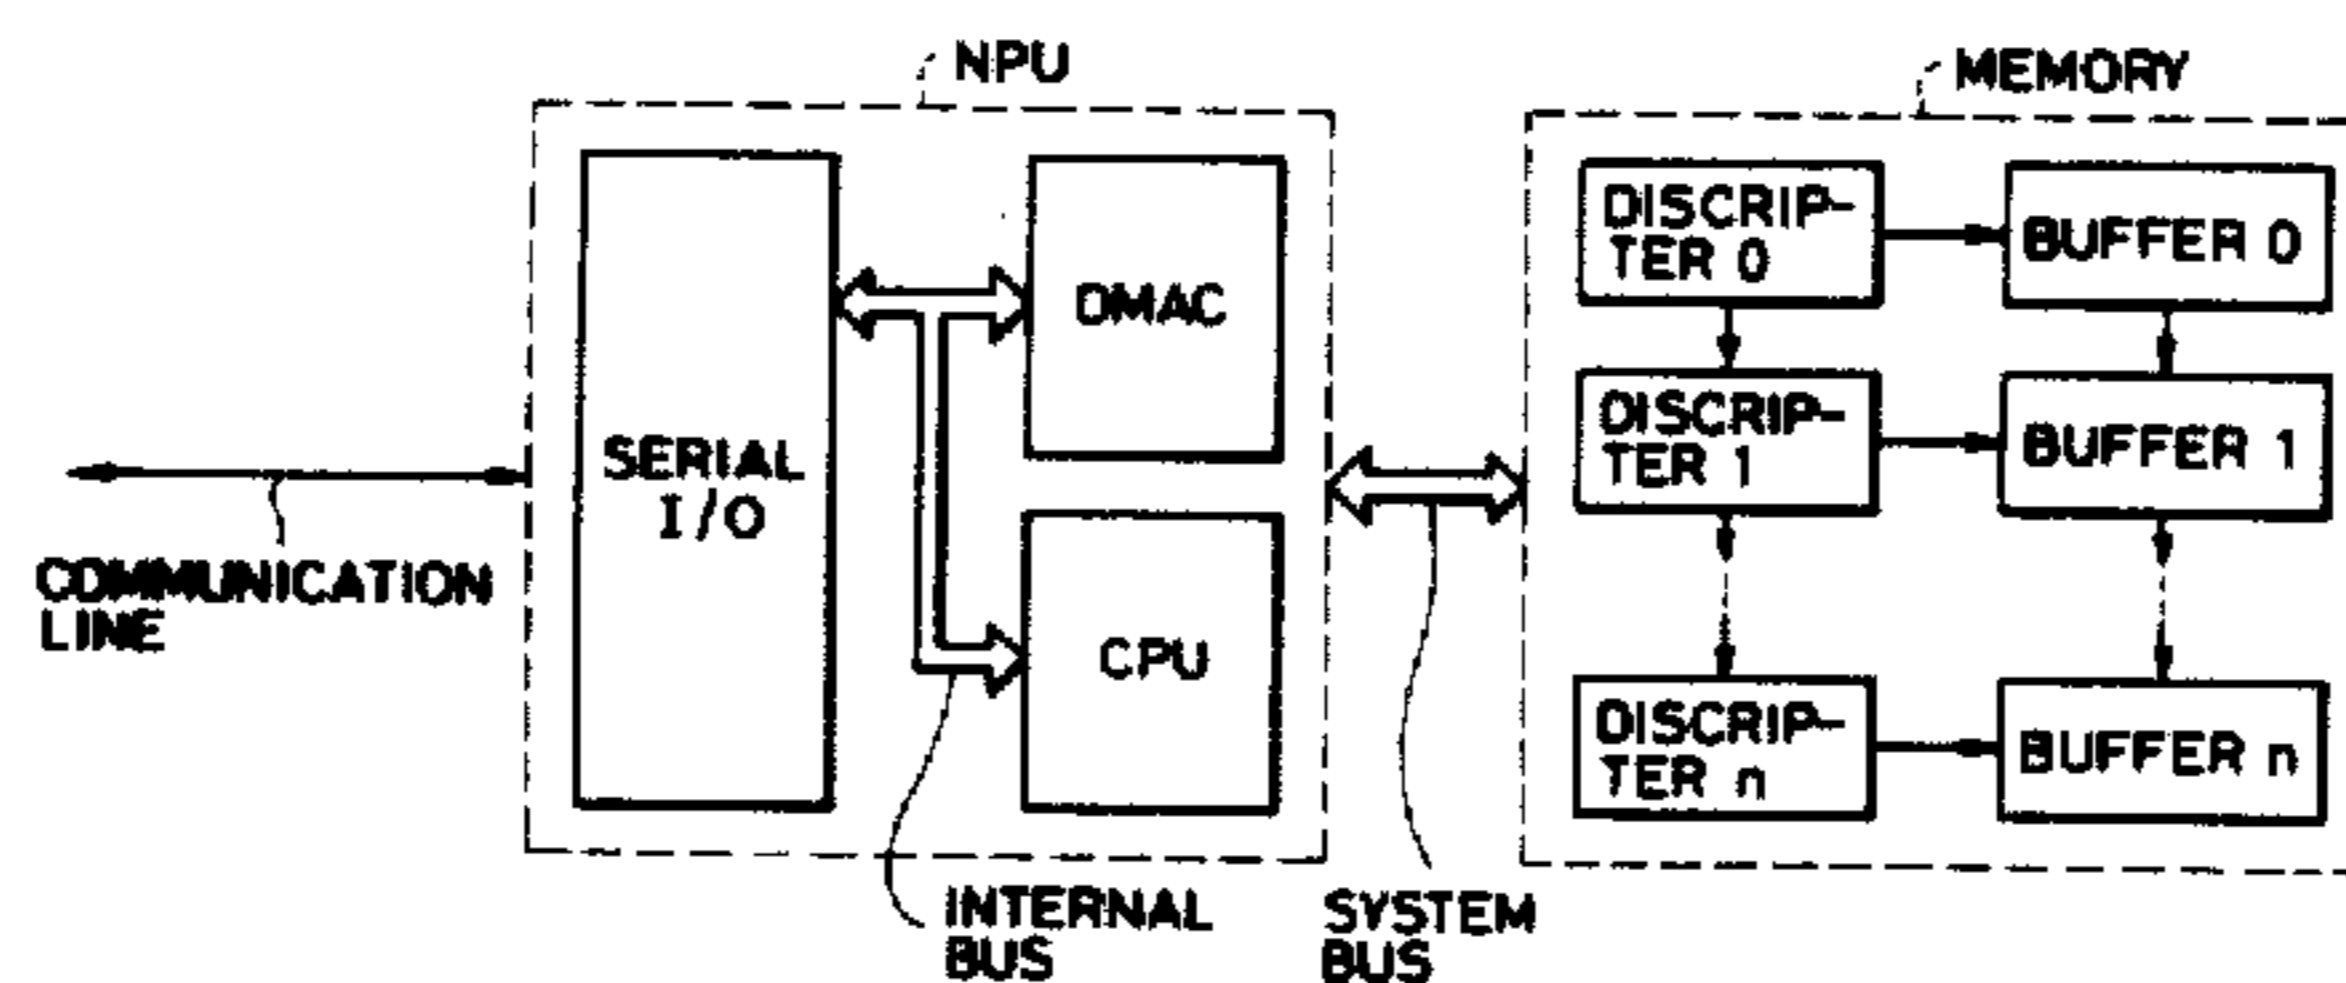 NPU
MEMORY
DISCRIP-
TER 0
BUFFER 0
DMAC
DISCRIP-
TER 1
BUFFER 1
SERIAL
I/O
COMMUNICATION
LINE
CPU
DISCRIP-
TER n
BUFFER n
INTERNAL
BUS
SYSTEM
BUS